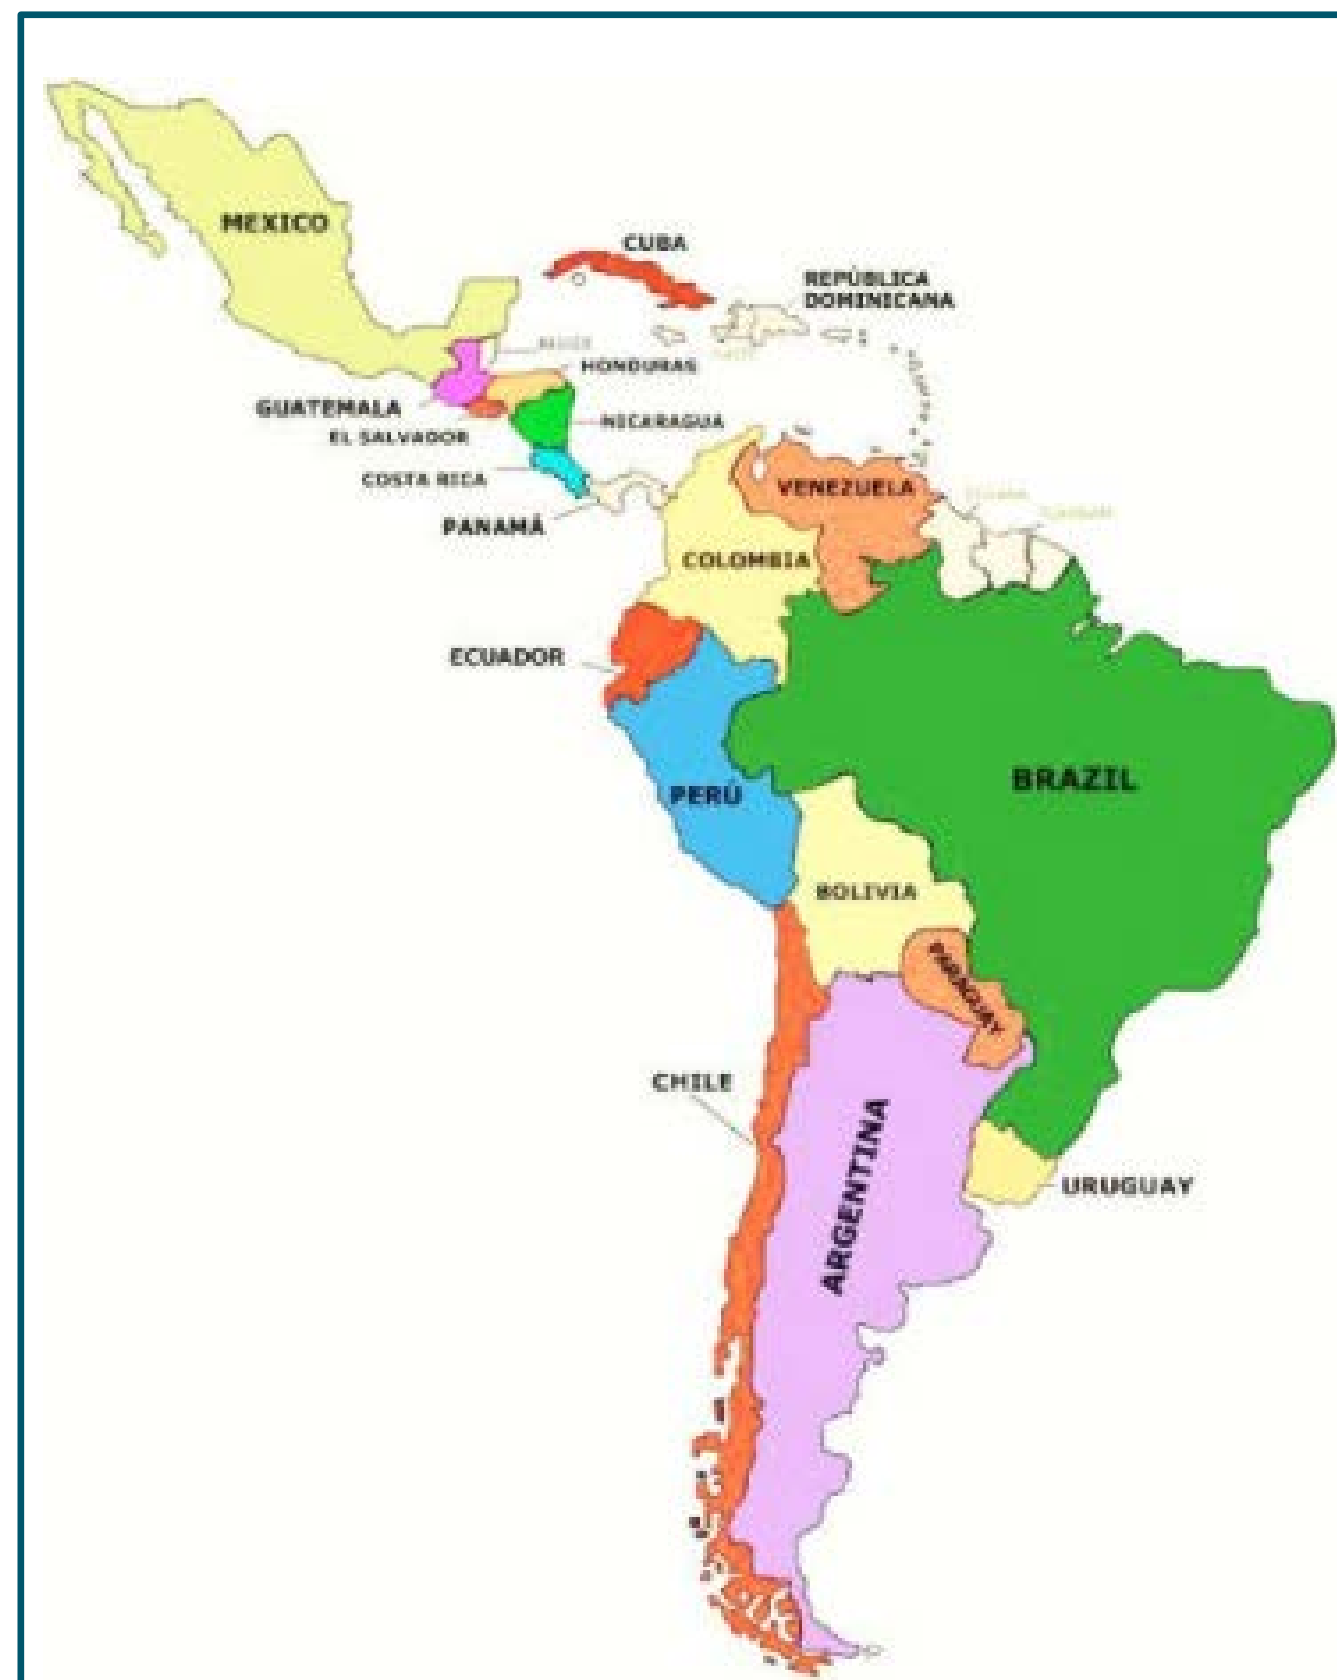 MEXICO
CUBA
REPÚBLICA
DOMINICANA
HONDURAS
GUATEMALA
NICARAGUA
EL SALVADOR
COSTA RICA
VENEZUELA
PANAMÁ
COLOMBIA
ECUADOR
BRAZIL
PERÚ
BOLIVIA
PARAGUAY
CHILE
ARGENTINA
URUGUAY